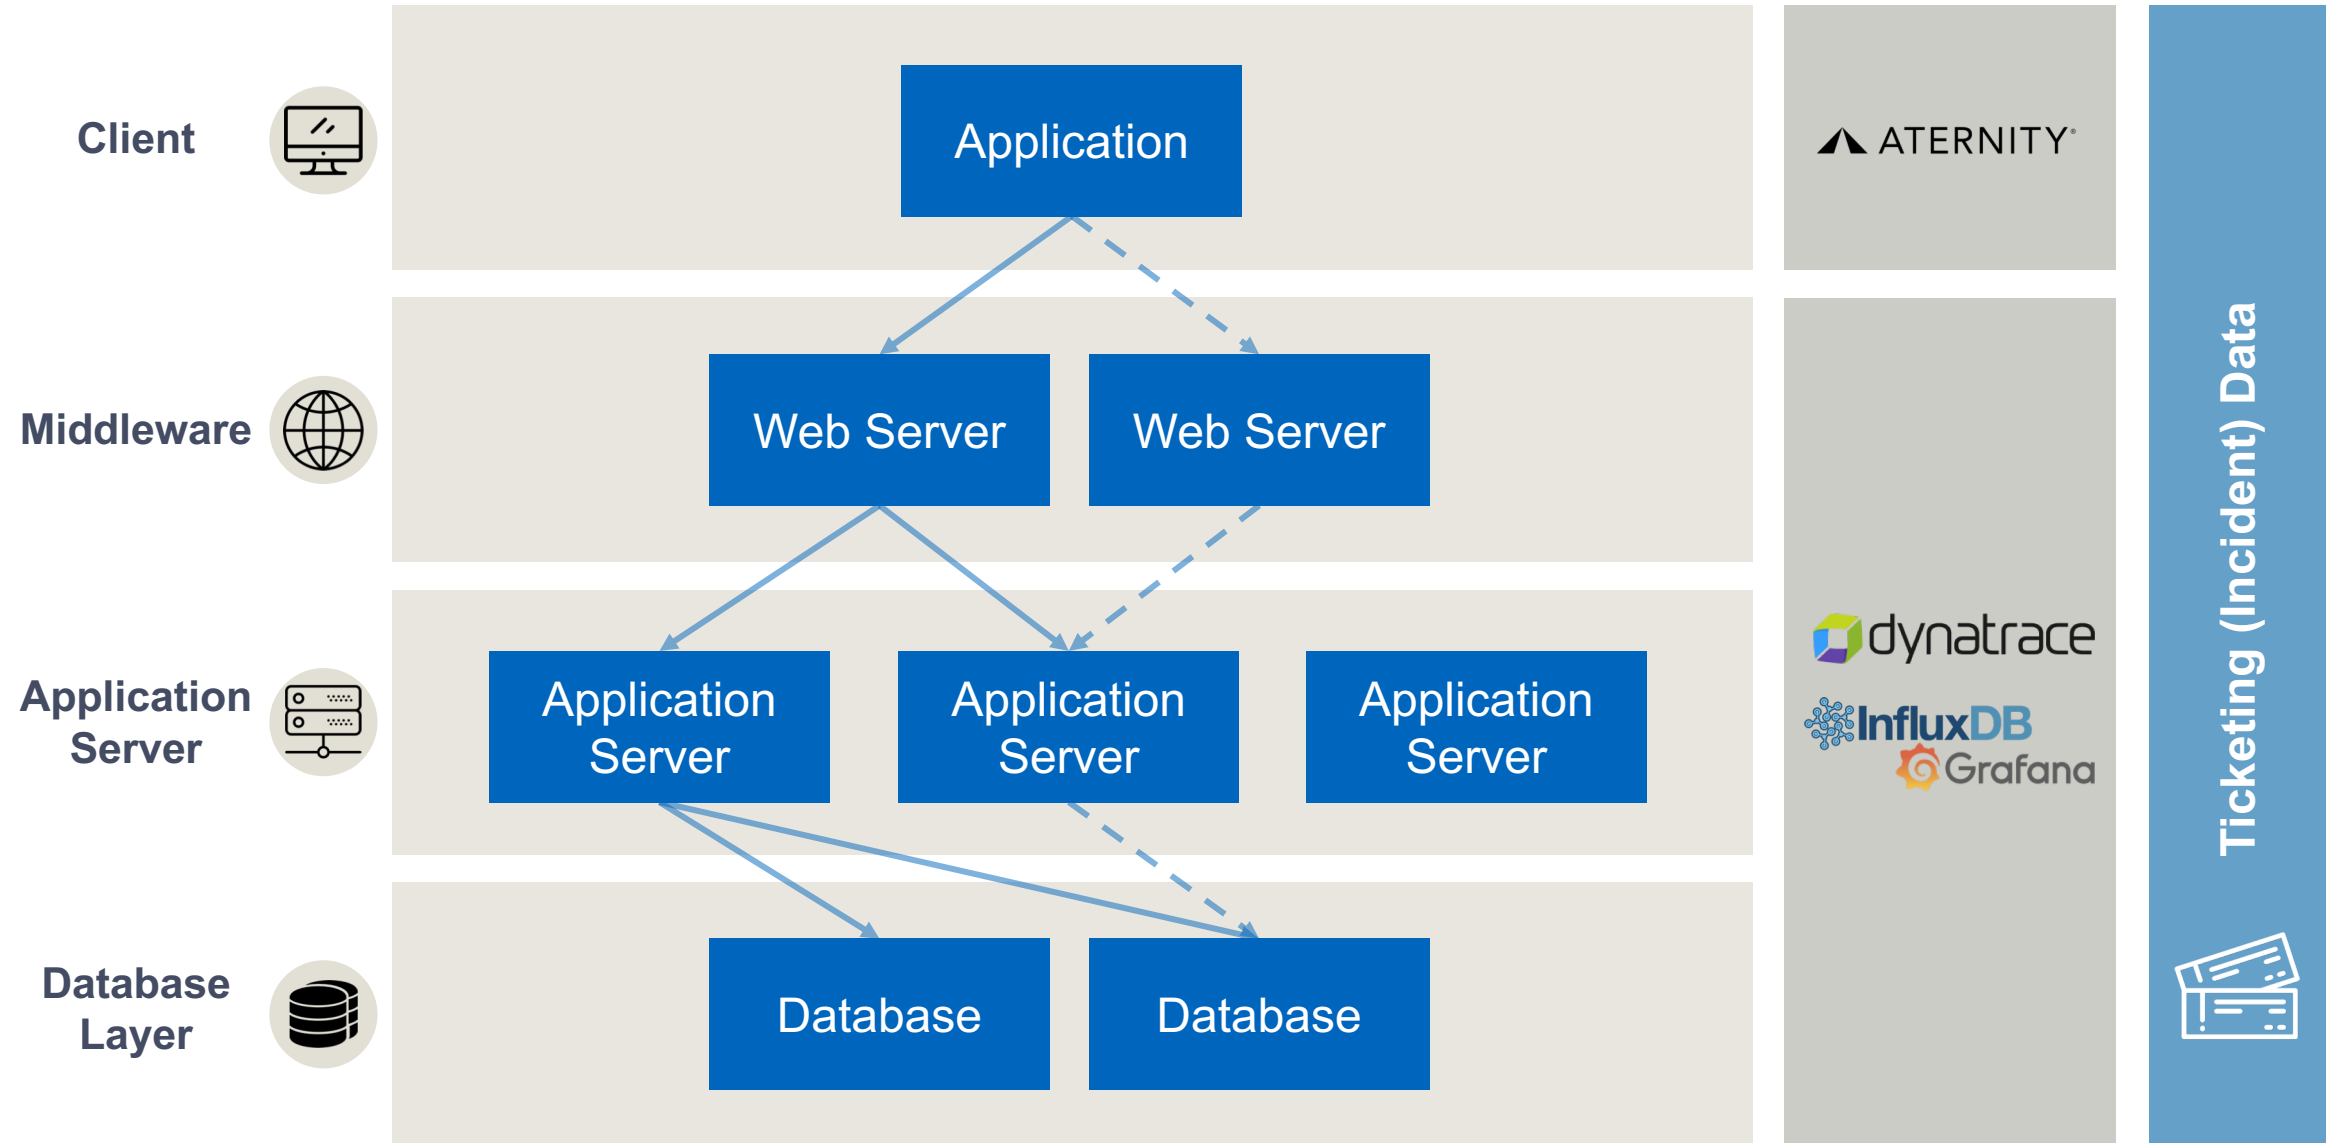 Client
Application
ATERNITY
Middleware
Web Server
Web Server
Application
Server
Application
Server
Application
Server
Application
Server
dynatrace
InfluxDB
Grafana
Database
Layer
Database
Database
Ticketing (Incident) Data